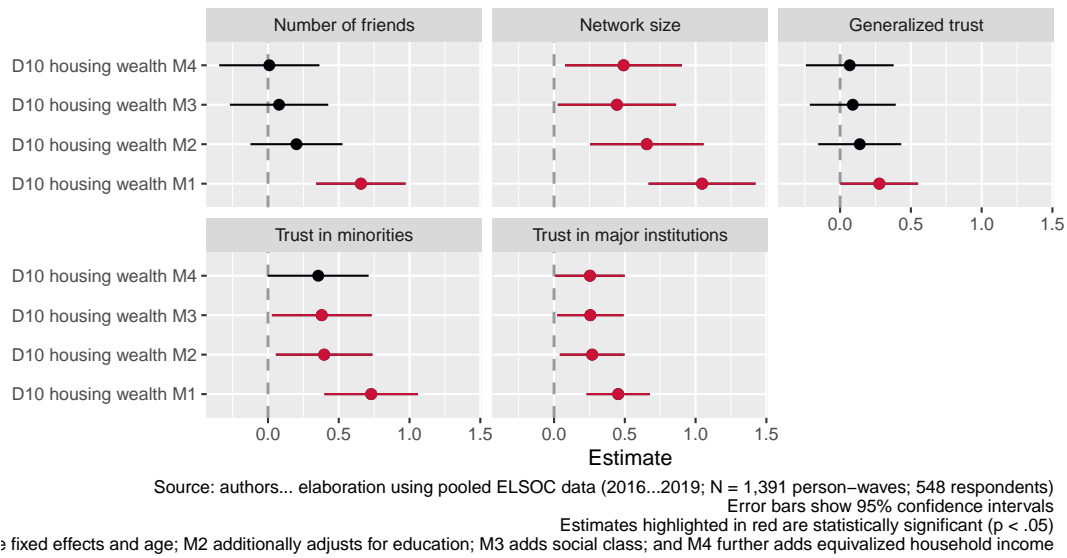 Number of friends
Network size
Generalized trust
D10 housing wealth M4
D10 housing wealth M3
D10 housing wealth M2
D10 housing wealth M1
0.0 0.5 1.0 1.5
Trust in minorities
Trust in major institutions
D10 housing wealth M4
D10 housing wealth M3
D10 housing wealth M2
D10 housing wealth M1
0.0 0.5 1.0 1.5
0.0 0.5 1.0 1.5
Estimate
Source: authors... elaboration using pooled ELSOC data (2016...2019; N = 1,391 person−waves; 548 respondents)
Error bars show 95% confidence intervals
Estimates highlighted in red are statistically significant (p < .05)
fixed effects and age; M2 additionally adjusts for education; M3 adds social class; and M4 further adds equivalized household income